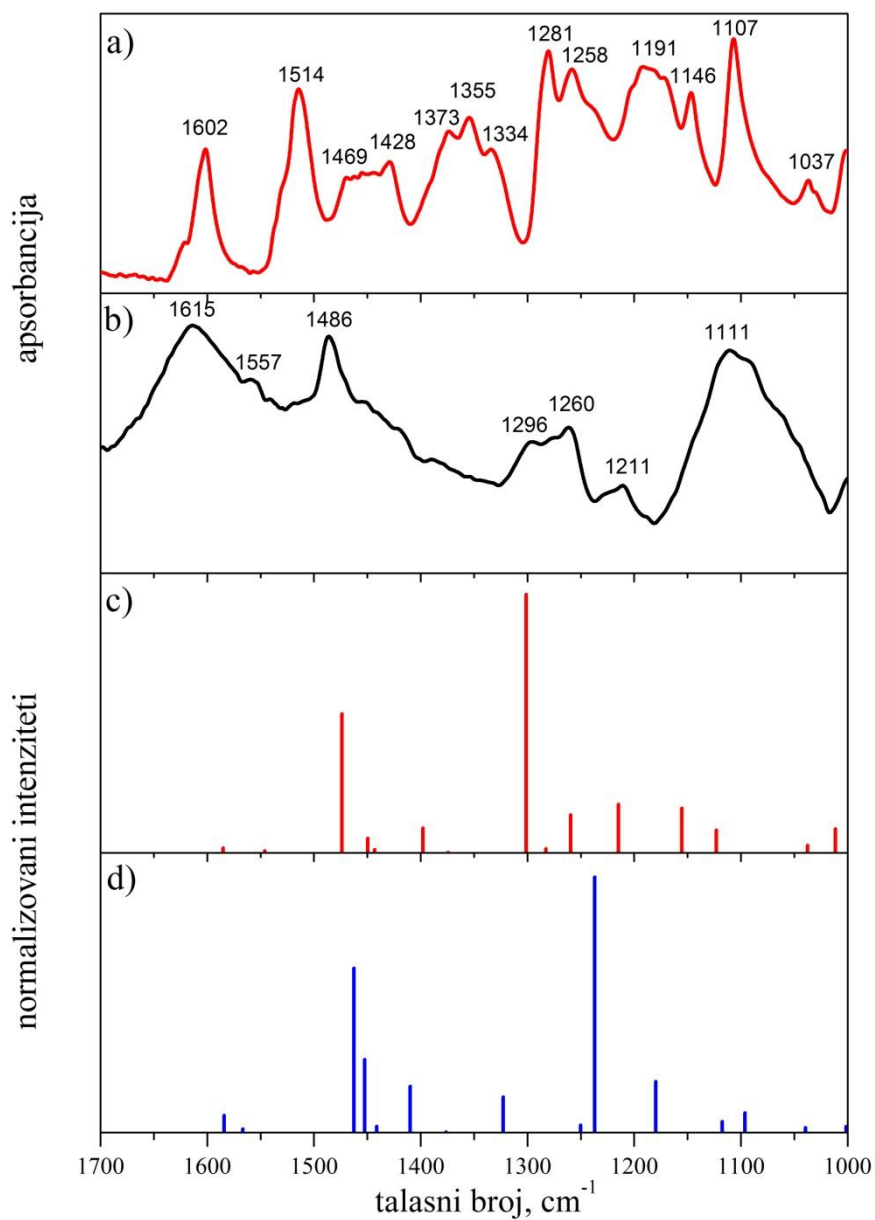 a)
1602
1514
1469
1428
1373
1355
1334
1281
1258
1191
1146
1107
1037
apsorbancija
b)
1615
1557
1486
1296
1260
1211
1111
c)
normalizovani intenziteti
d)
1700 1600 1500 1400 1300 1200 1100 1000
talasni broj, cm⁻¹